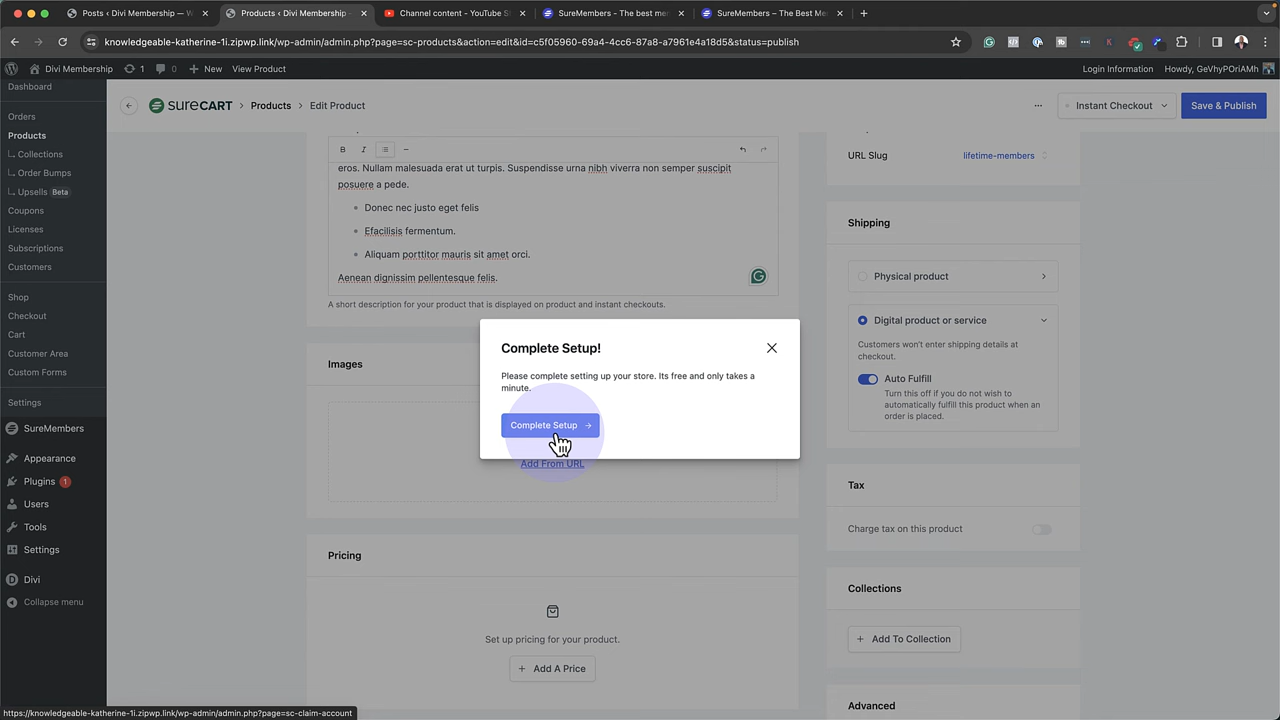 Posts ‹ Divi Membership — W
Products ‹ Divi Membership –
Channel content - YouTube S
SureMembers - The best mer
SureMembers – The Best Me
knowledgeable-katherine-1i.zipwp.link/wp-admin/admin.php?page=sc-products&action=edit&id=c5f05960-69a4-4cc6-87a8-a7961e4a18d5&status=publish
Divi Membership
1
0
+ New
View Product
Login Information
Howdy, GeVhyPOriAMh
Dashboard
Orders
Products
Collections
Order Bumps
Upsells Beta
Coupons
Licenses
Subscriptions
Customers
Shop
Checkout
Cart
Customer Area
Custom Forms
Settings
SureMembers
Appearance
Plugins 1
Users
Tools
Settings
Divi
Collapse menu
SURECART
Products
Edit Product
Instant Checkout
Save & Publish
B I
eros. Nullam malesuada erat ut turpis. Suspendisse urna nibh viverra non semper suscipit
posuere a pede.
• Donec nec justo eget felis
• Efacilisis fermentum.
• Aliquam porttitor mauris sit amet orci.
Aenean dignissim pellentesque felis.
A short description for your product that is displayed on product and instant checkouts.
Images
Complete Setup!
Please complete setting up your store. Its free and only takes a
minute.
Complete Setup →
Add From URL
Pricing
Set up pricing for your product.
+ Add A Price
URL Slug
lifetime-members
Shipping
Physical product
Digital product or service
Customers won't enter shipping details at
checkout.
Auto Fulfill
Turn this off if you do not wish to
automatically fulfill this product when an
order is placed.
Tax
Charge tax on this product
Collections
+ Add To Collection
Advanced
https://knowledgeable-katherine-1i.zipwp.link/wp-admin/admin.php?page=sc-claim-account